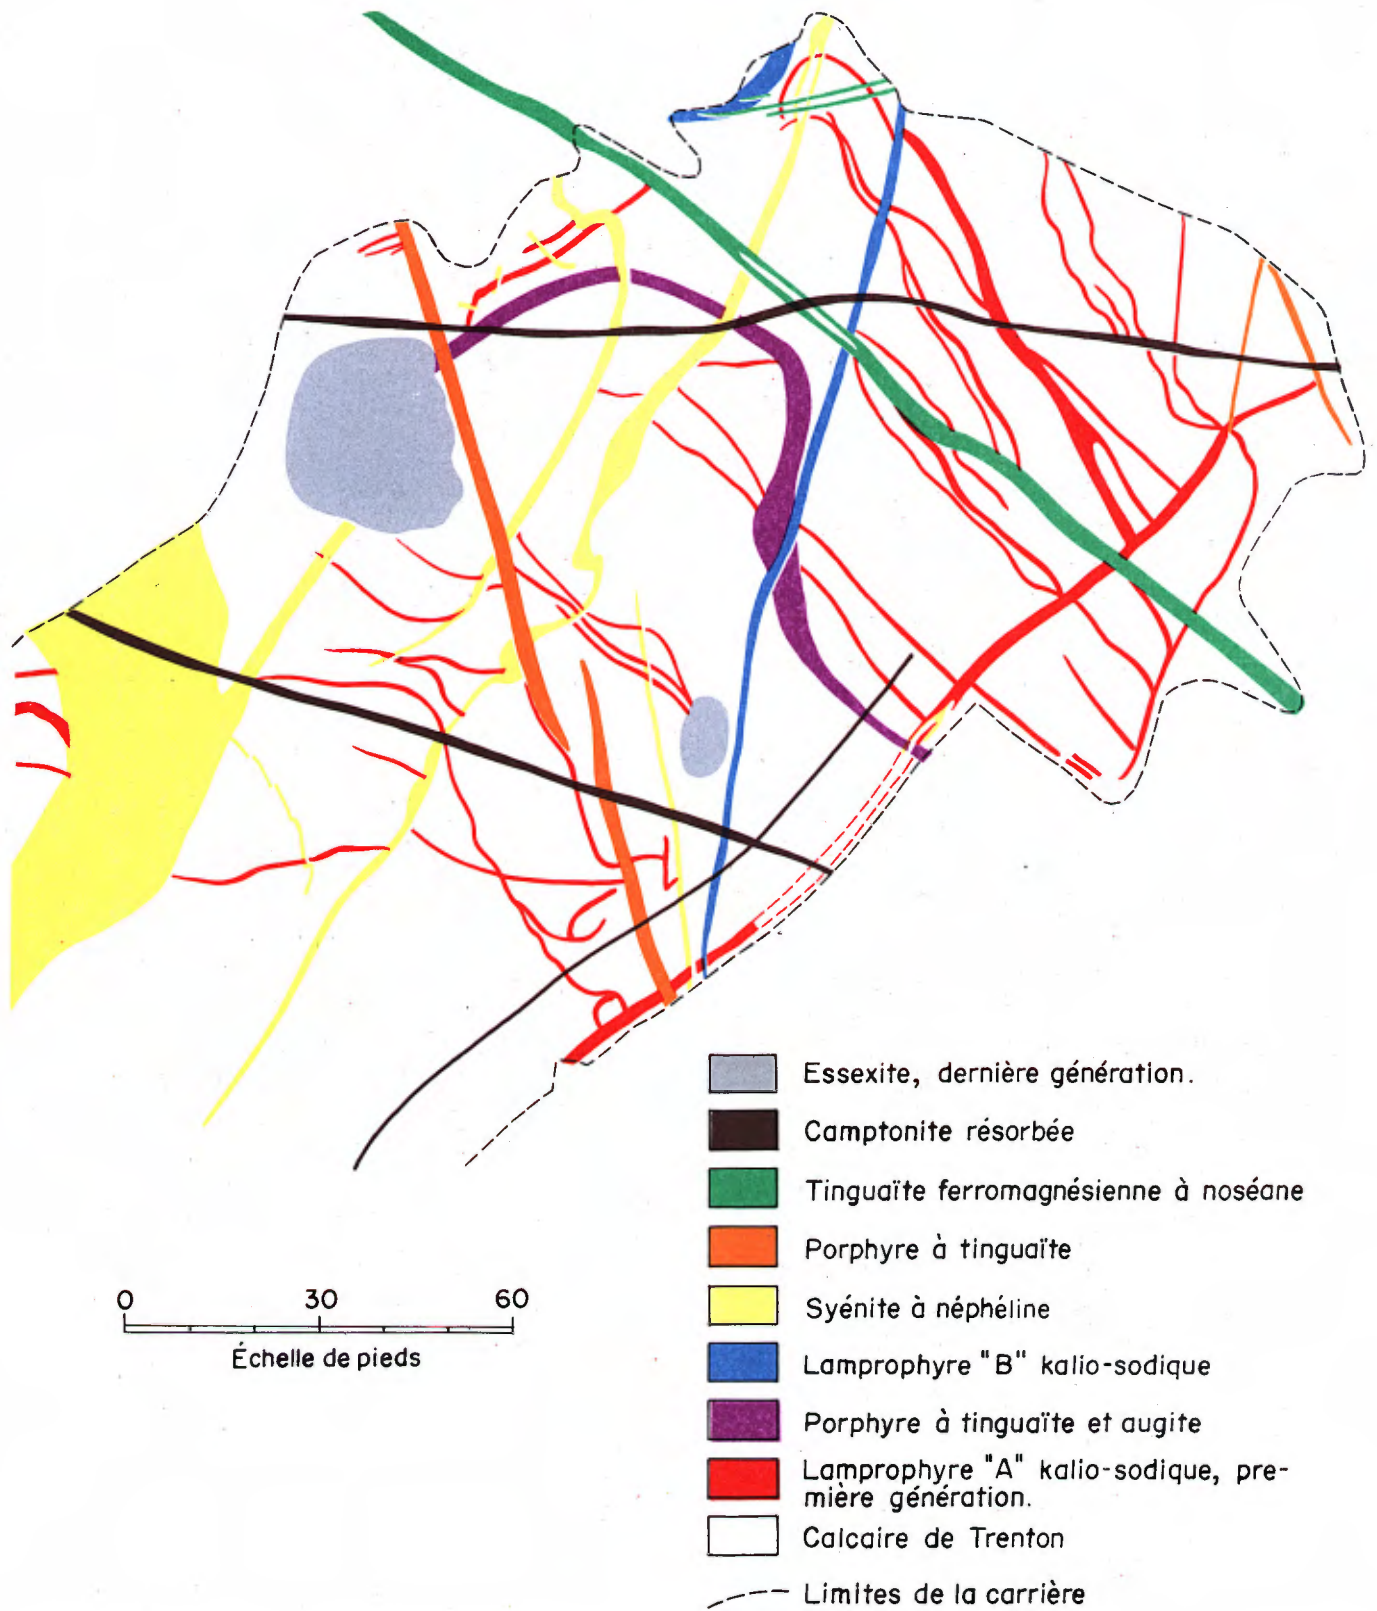 Essexite, dernière génération.
Camptonite résorbée
Tinguaïte ferromagnésienne à noséane
Porphyre à tinguaïte
Syénite à néphéline
Lamprophyre "B" kalio-sodique
Porphyre à tinguaïte et augite
Lamprophyre "A" kalio-sodique, pre-
mière génération.
Calcaire de Trenton
Limites de la carrière
0 30 60
Échelle de pieds